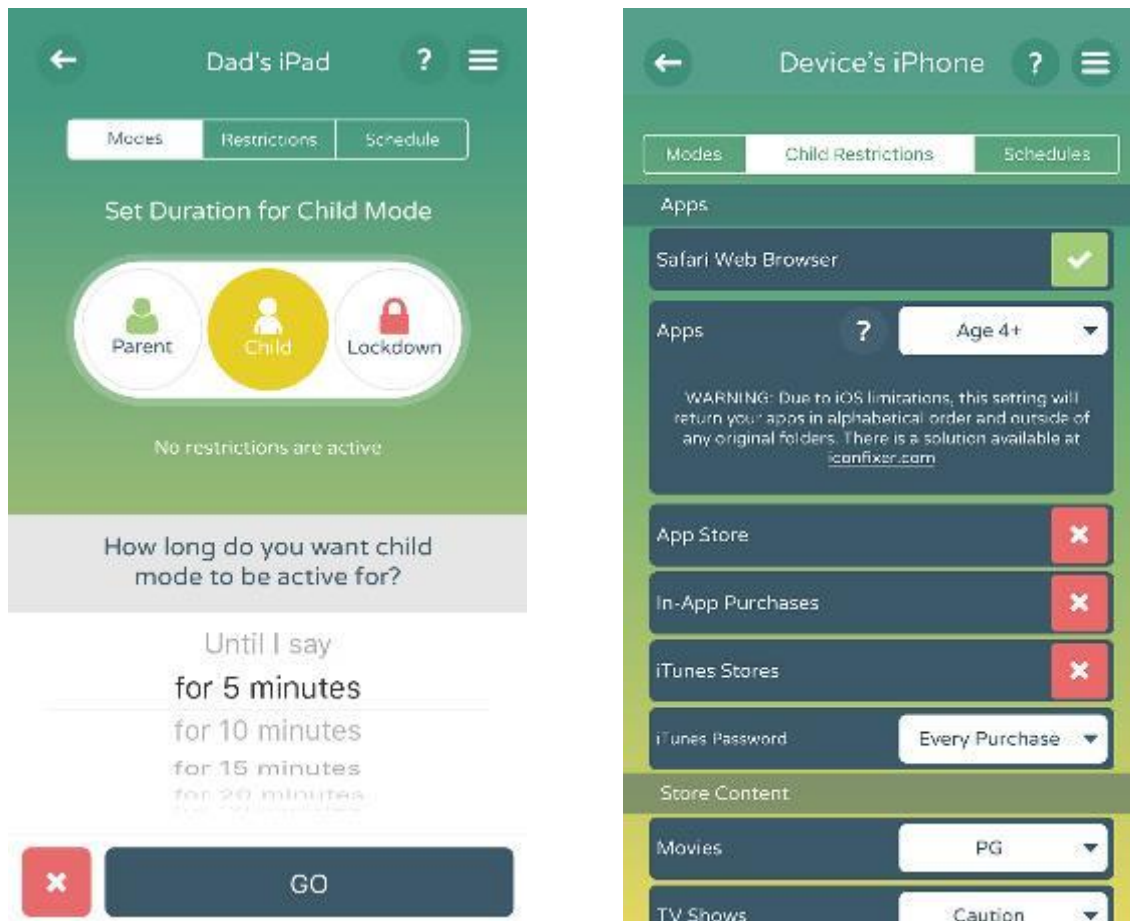 Dad's iPad
?
Modes
Restrictions
Schedule
Set Duration for Child Mode
Parent
Child
Lockdown
No restrictions are active
How long do you want child
mode to be active for?
Until I say
for 5 minutes
for 10 minutes
for 15 minutes
for 20 minutes
GO
Device's iPhone
?
Modes
Child Restrictions
Schedules
Apps
Safari Web Browser
Apps
?
Age 4+
WARNING: Due to iOS limitations, this setting will
return your apps in alphabetical order and outside of
any original folders. There is a solution available at
iconfixer.com
App Store
In-App Purchases
iTunes Stores
iTunes Password
Every Purchase
Store Content
Movies
PG
TV Shows
Caution